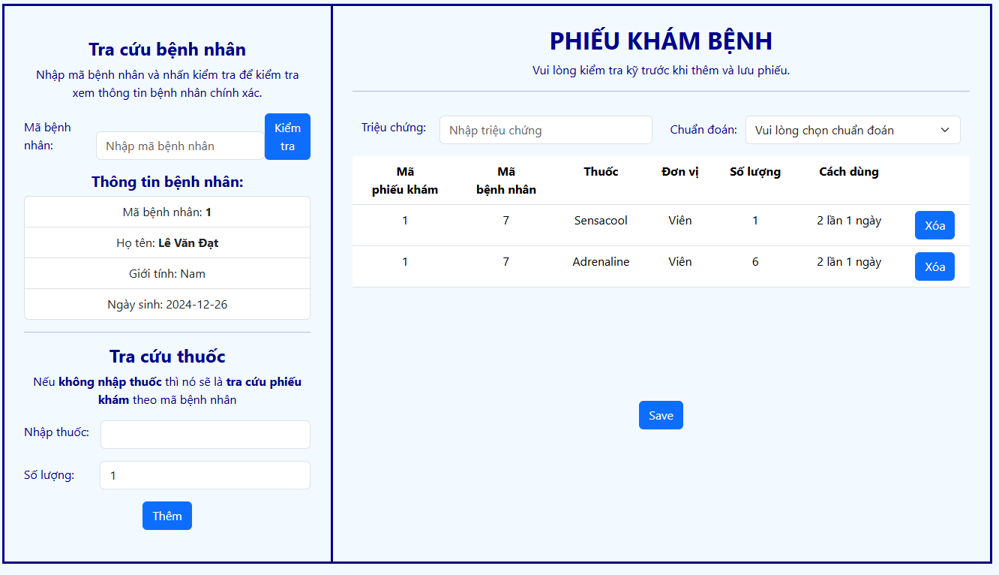 Tra cứu bệnh nhân
Nhập mã bệnh nhân và nhấn kiểm tra để kiểm tra
xem thông tin bệnh nhân chính xác.
Mã bệnh
nhân:
Nhập mã bệnh nhân
Kiểm
tra
Thông tin bệnh nhân:
Mã bệnh nhân: 1
Họ tên: Lê Văn Đạt
Giới tính: Nam
Ngày sinh: 2024-12-26
Tra cứu thuốc
Nếu không nhập thuốc thì nó sẽ là tra cứu phiếu
khám theo mã bệnh nhân
Nhập thuốc:
Số lượng: 1
Thêm
PHIẾU KHÁM BỆNH
Vui lòng kiểm tra kỹ trước khi thêm và lưu phiếu.
Triệu chứng: Nhập triệu chứng Chuẩn đoán: Vui lòng chọn chuẩn đoán
Mã Mã Thuốc Đơn vị Số lượng Cách dùng
phiếu khám bệnh nhân
1 7 Sensacool Viên 1 2 lần 1 ngày Xóa
1 7 Adrenaline Viên 6 2 lần 1 ngày Xóa
Save